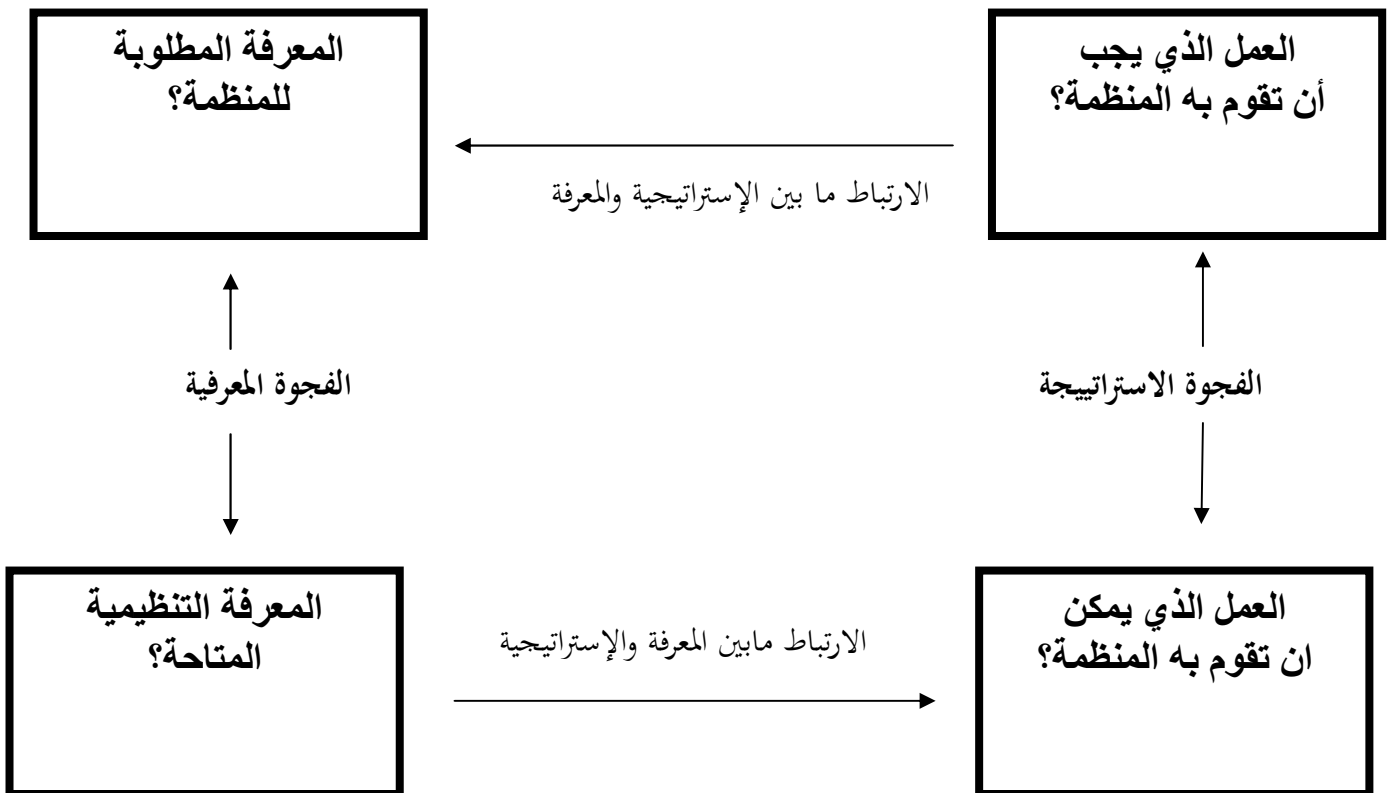 العمل الذي يجب
أن تقوم به المنظمة؟
المعرفة المطلوبة
للمنظمة؟
الارتباط ما بين الإستراتيجية والمعرفة
الفجوة الاستراتييجة
الفجوة المعرفية
العمل الذي يمكن
ان تقوم به المنظمة؟
الارتباط مابين المعرفة والإستراتيجية
المعرفة التنظيمية
المتاحة؟